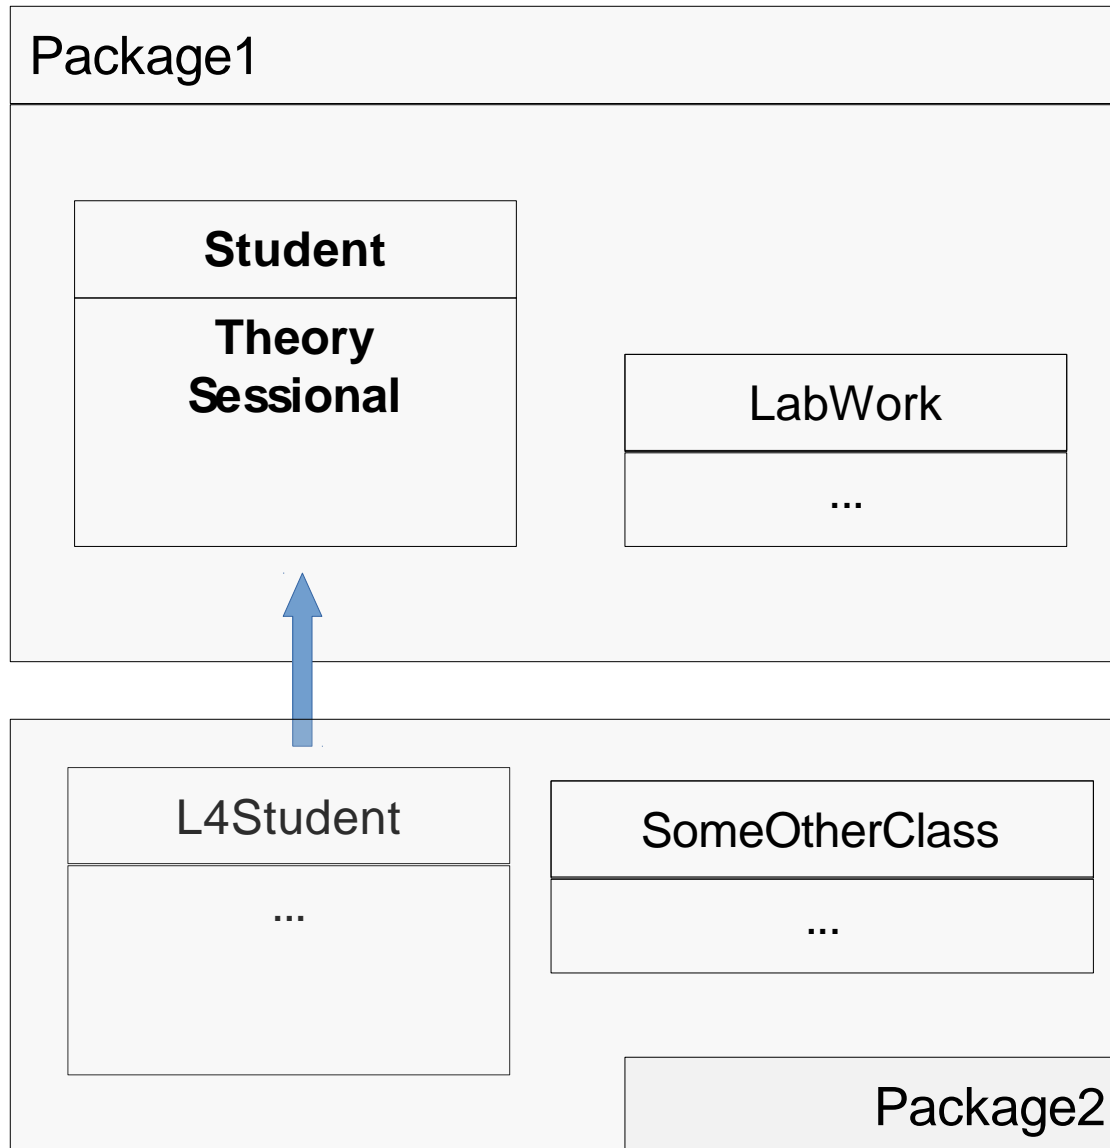 Package1
Student
Theory
Sessional
LabWork
...
L4Student
SomeOtherClass
...
...
Package2